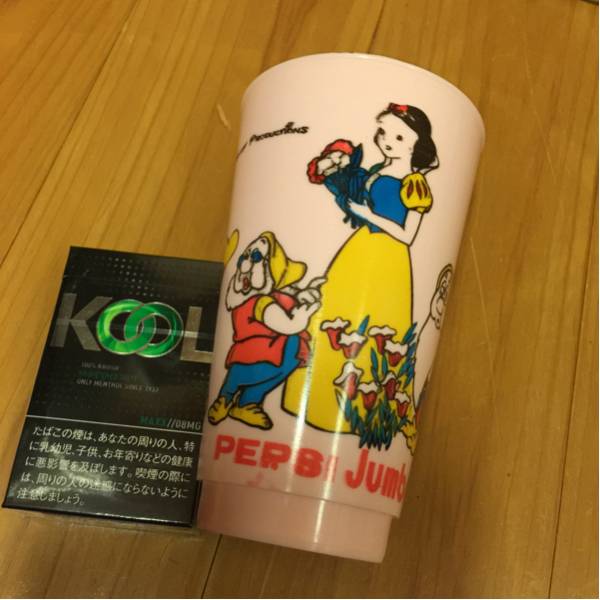 PRODUCTIONS
PEPSI Jumb
KOOL
ONLY MENTHOL SINCE 1933
MAXX//08MG
たばこの煙は、あなたの周りの人、特
に乳幼児、子供、お年寄りなどの健康
に悪影響を及ぼします。喫煙の際に
は、周りの人の迷惑にならないように
注意しましょう。